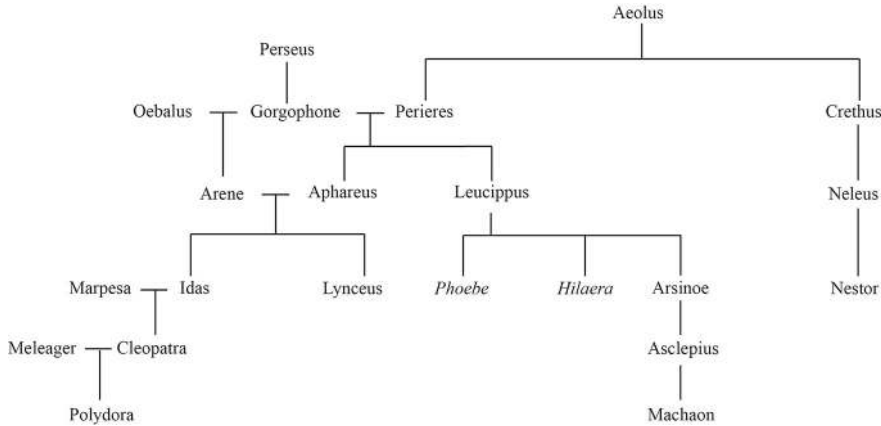 Aeolus
Perseus
Oebalus Gorgophone Perieres Crethus
Arene Aphareus Leucippus Neleus
Marpesa Idas Lynceus Phoebe Hilaera Arsinoe Nestor
Meleager Cleopatra Asclepius
Polydora Machaon